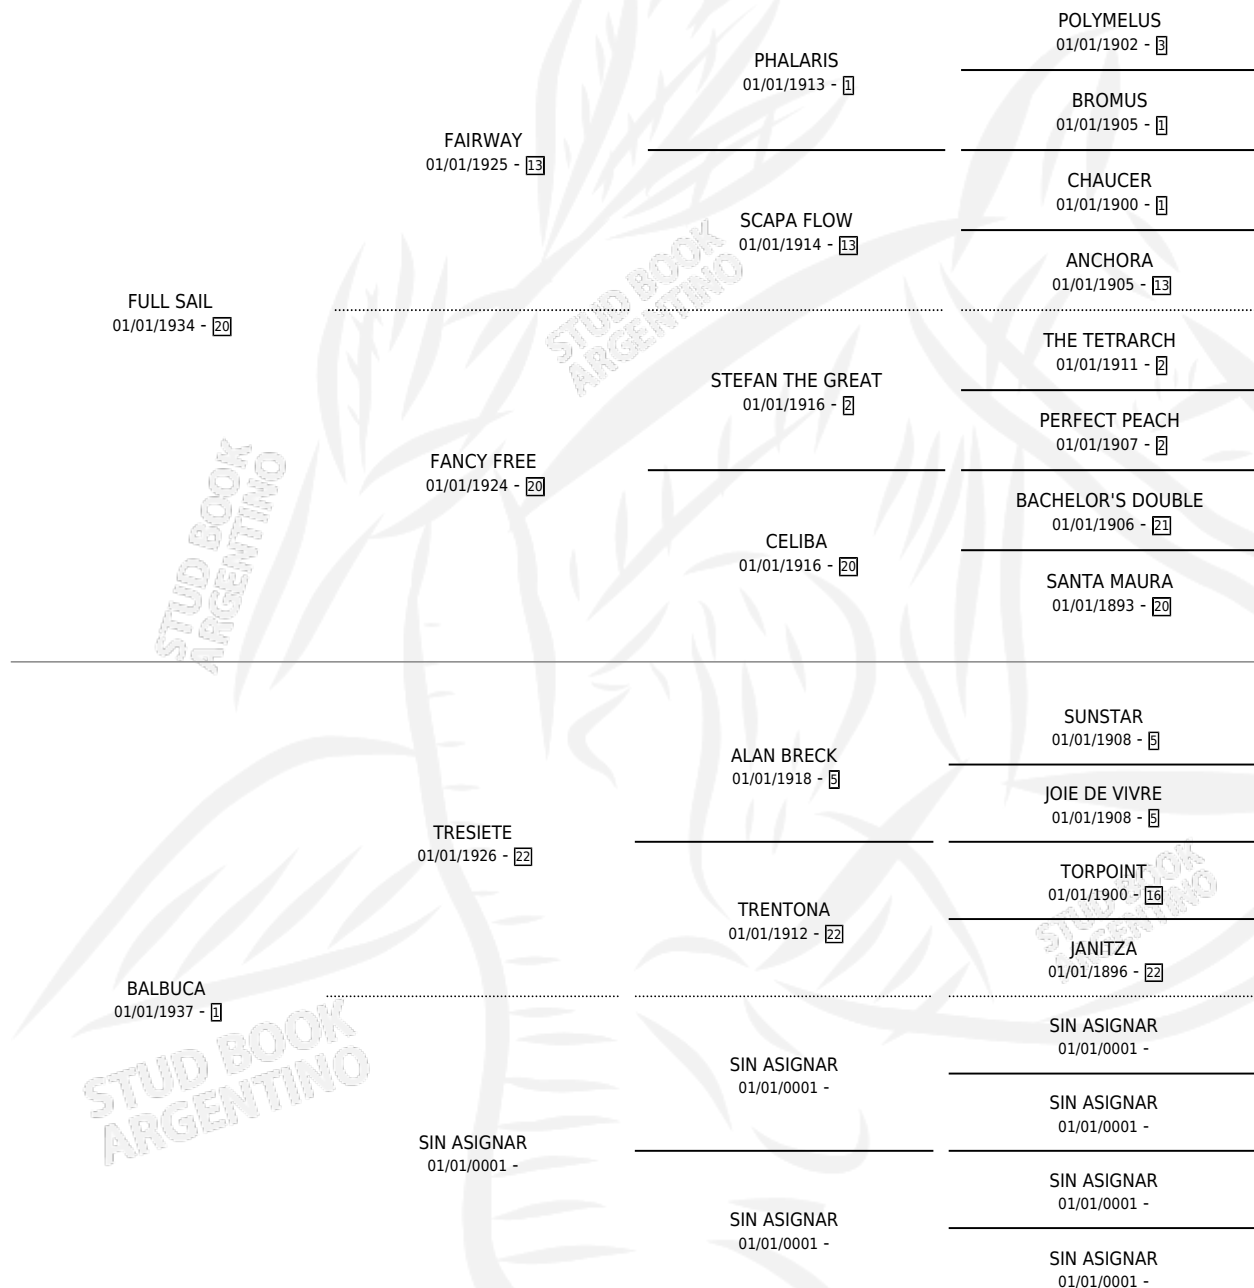 POLYMELUS
01/01/1902 - 3
PHALARIS
01/01/1913 - 1
BROMUS
01/01/1905 - 1
FAIRWAY
01/01/1925 - 13
CHAUCER
01/01/1900 - 1
SCAPA FLOW
01/01/1914 - 13
ANCHORA
01/01/1905 - 13
FULL SAIL
01/01/1934 - 20
THE TETRARCH
01/01/1911 - 2
STEFAN THE GREAT
01/01/1916 - 2
PERFECT PEACH
01/01/1907 - 2
FANCY FREE
01/01/1924 - 20
BACHELOR'S DOUBLE
01/01/1906 - 21
CELIBA
01/01/1916 - 20
SANTA MAURA
01/01/1893 - 20
SUNSTAR
01/01/1908 - 5
ALAN BRECK
01/01/1918 - 5
JOIE DE VIVRE
01/01/1908 - 5
TRESIETE
01/01/1926 - 22
TORPOINT
01/01/1900 - 16
TRENTONA
01/01/1912 - 22
JANITZA
01/01/1896 - 22
BALBUCA
01/01/1937 - 1
SIN ASIGNAR
01/01/0001 -
SIN ASIGNAR
01/01/0001 -
SIN ASIGNAR
01/01/0001 -
SIN ASIGNAR
01/01/0001 -
SIN ASIGNAR
01/01/0001 -
SIN ASIGNAR
01/01/0001 -
SIN ASIGNAR
01/01/0001 -
STUD BOOK
ARGENTINO
STUD BOOK
ARGENTINO
STUD BOOK
ARGENTINO
STUD BOOK
ARGENTINO